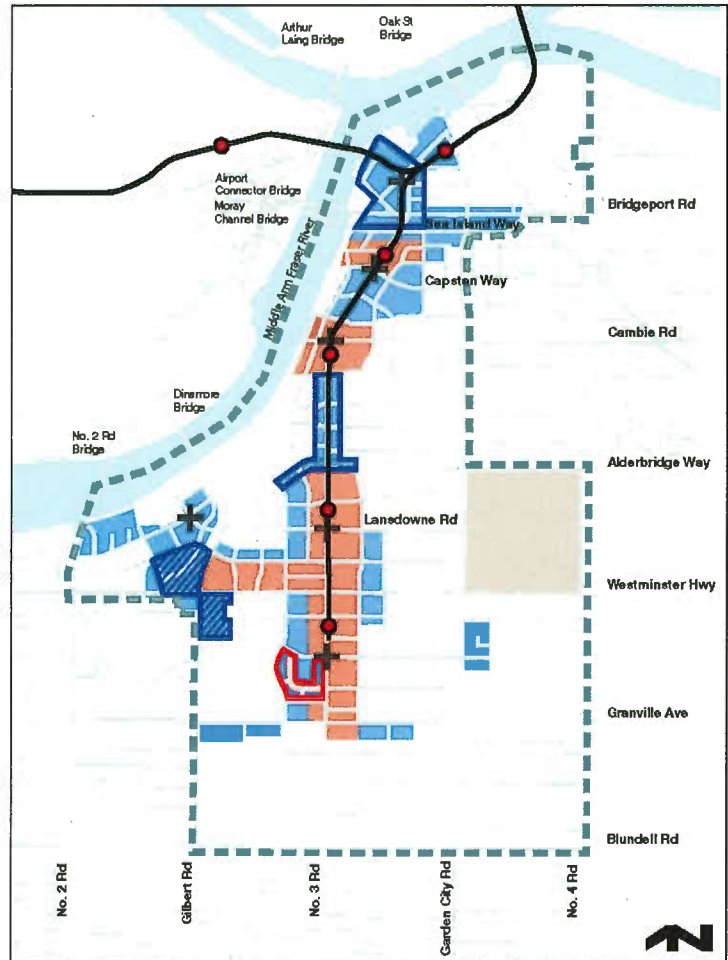 Arthur
Laing Bridge
Oak St
Bridge
Airport
Connector Bridge
Moray
Channel Bridge
Bridgeport Rd
Sea Island Way
Capstan Way
Middle Arm Fraser River
Cambie Rd
Dinsmore
Bridge
No. 2 Rd
Bridge
Alderbridge Way
Lansdowne Rd
Westminster Hwy
Granville Ave
Blundell Rd
No. 2 Rd
Gilbert Rd
No. 3 Rd
Garden City Rd
No. 4 Rd
N